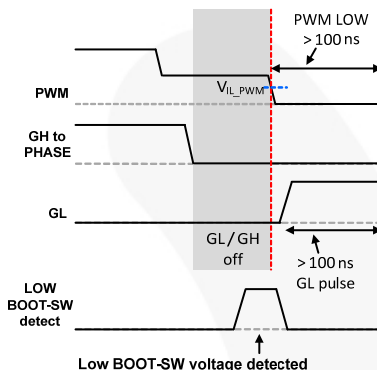 PWM LOW
>100 ns
VIL_PWM
PWM
GH to
PHASE
GL
GL/GH
off
>100 ns
GL pulse
LOW
BOOT-SW
detect
Low BOOT-SW voltage detected